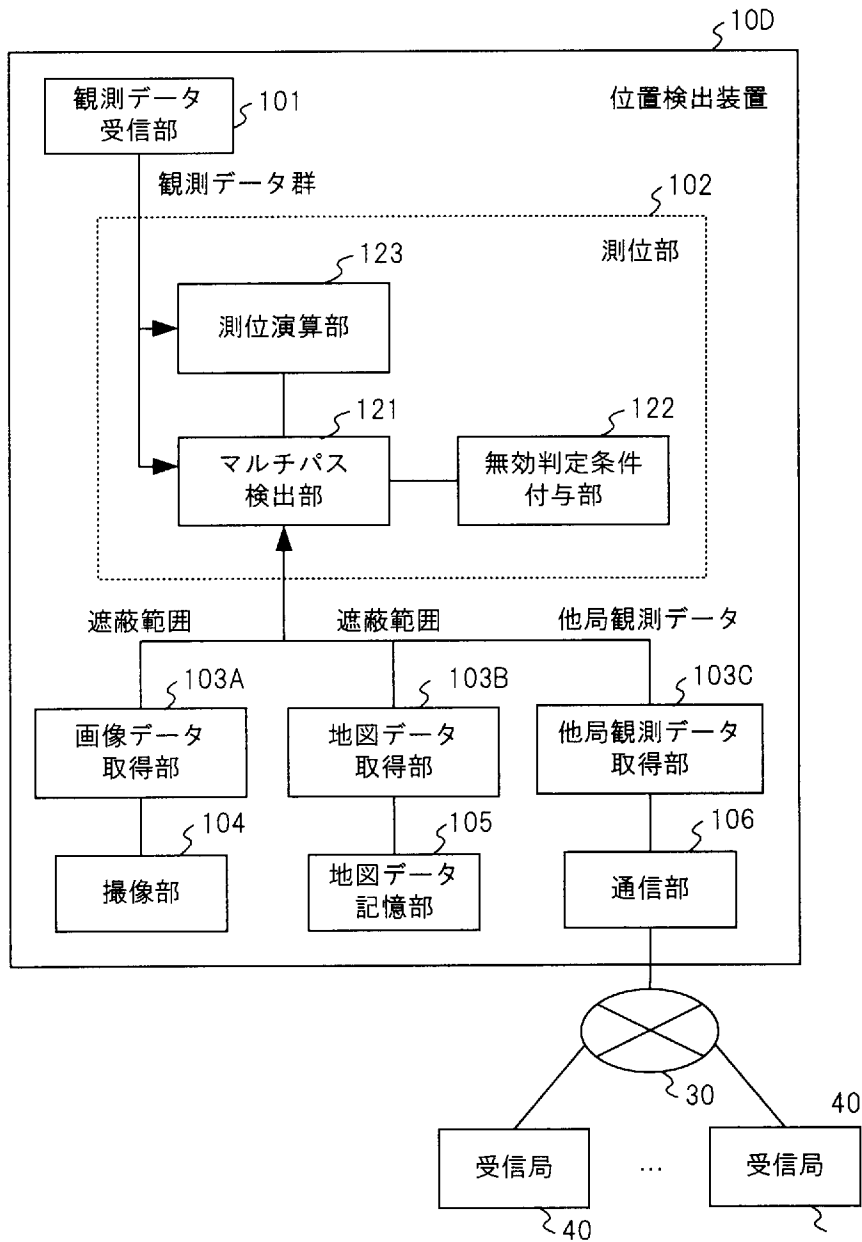 10D
観測データ
受信部
101
位置検出装置
観測データ群
102
測位部
123
測位演算部
121
マルチパス
検出部
122
無効判定条件
付与部
遮蔽範囲
遮蔽範囲
他局観測データ
103A
画像データ
取得部
103B
地図データ
取得部
103C
他局観測データ
取得部
104
撮像部
105
地図データ
記憶部
106
通信部
30
受信局
40
…
40
受信局